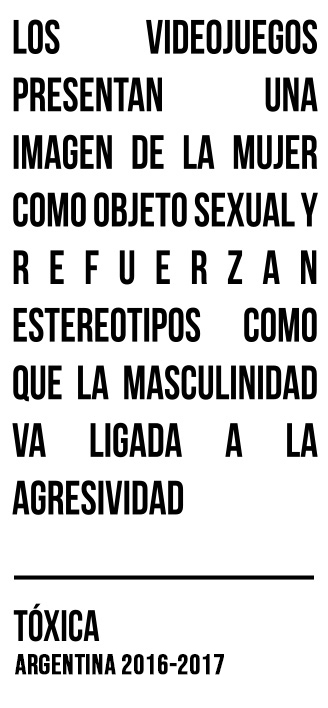 LOS VIDEOJUEGOS
PRESENTAN UNA
IMAGEN DE LA MUJER
COMO OBJETO SEXUAL Y
REFUERZAN
ESTEREOTIPOS COMO
QUE LA MASCULINIDAD
VA LIGADA A LA
AGRESIVIDAD
TÓXICA
ARGENTINA 2016-2017